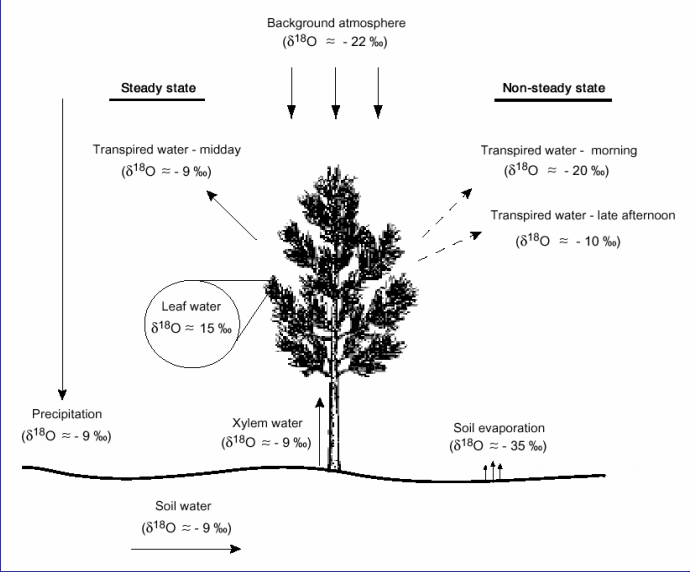 Background atmosphere
(δ¹⁸O ≈ - 22 ‰)
Steady state
Non-steady state
Transpired water - midday
(δ¹⁸O ≈ - 9 ‰)
Transpired water - morning
(δ¹⁸O ≈ - 20 ‰)
Transpired water - late afternoon
(δ¹⁸O ≈ - 10 ‰)
Leaf water
δ¹⁸O ≈ 15 ‰
Precipitation
(δ¹⁸O ≈ - 9 ‰)
Xylem water
(δ¹⁸O ≈ - 9 ‰)
Soil evaporation
(δ¹⁸O ≈ - 35 ‰)
Soil water
(δ¹⁸O ≈ - 9 ‰)